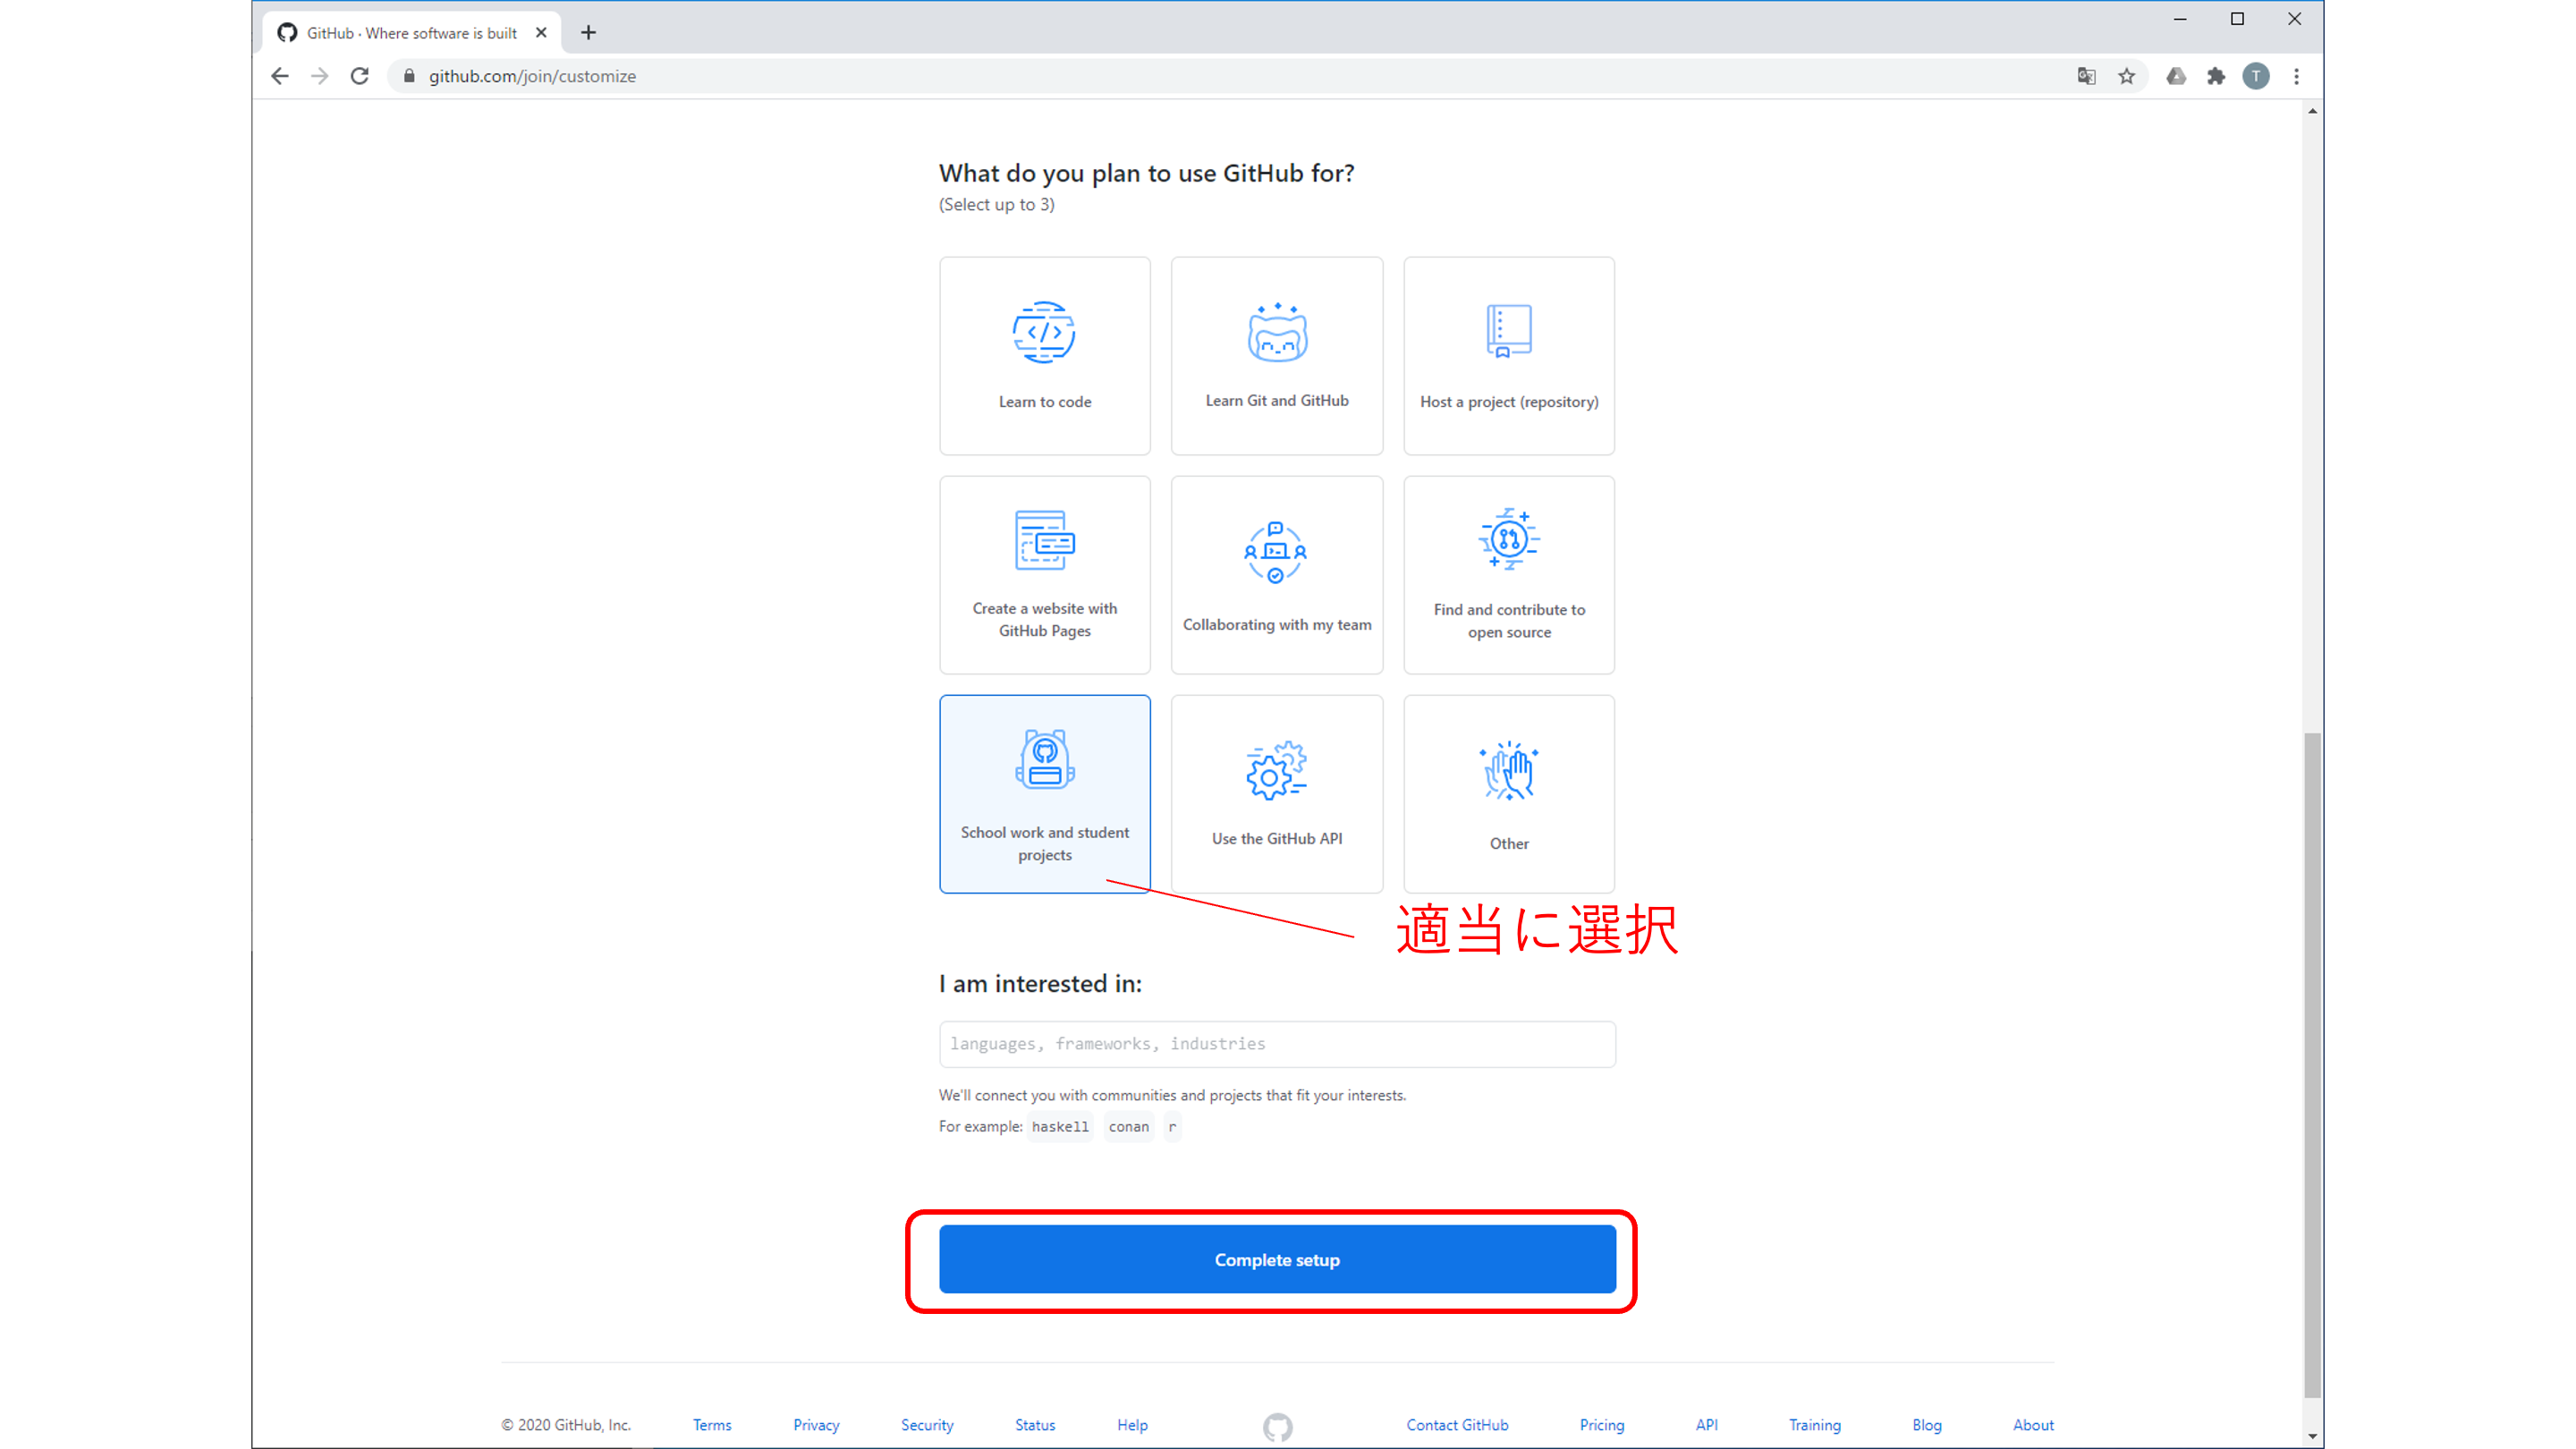 GitHub · Where software is built
github.com/join/customize
T
What do you plan to use GitHub for?
(Select up to 3)
Learn to code
Learn Git and GitHub
Host a project (repository)
Create a website with
GitHub Pages
Collaborating with my team
Find and contribute to
open source
School work and student
projects
Use the GitHub API
Other
適当に選択
I am interested in:
languages, frameworks, industries
We'll connect you with communities and projects that fit your interests.
For example: haskell conan r
Complete setup
© 2020 GitHub, Inc. Terms Privacy Security Status Help Contact GitHub Pricing API Training Blog About